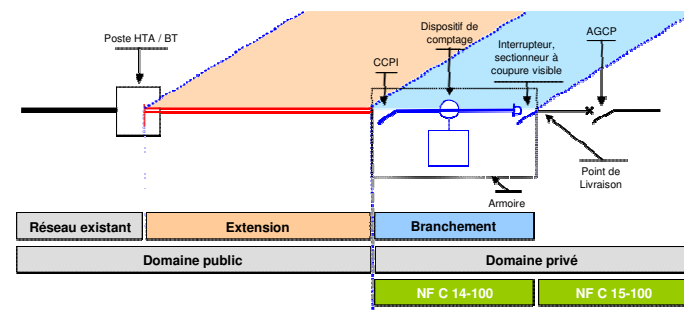 Dispositif de
comptage
AGCP
Poste HTA / BT
Interrupteur,
sectionneur à
coupure visible
CCPI
Point de
Livraison
Armoire
Réseau existant
Extension
Branchement
Domaine public
Domaine privé
NF C 14-100
NF C 15-100